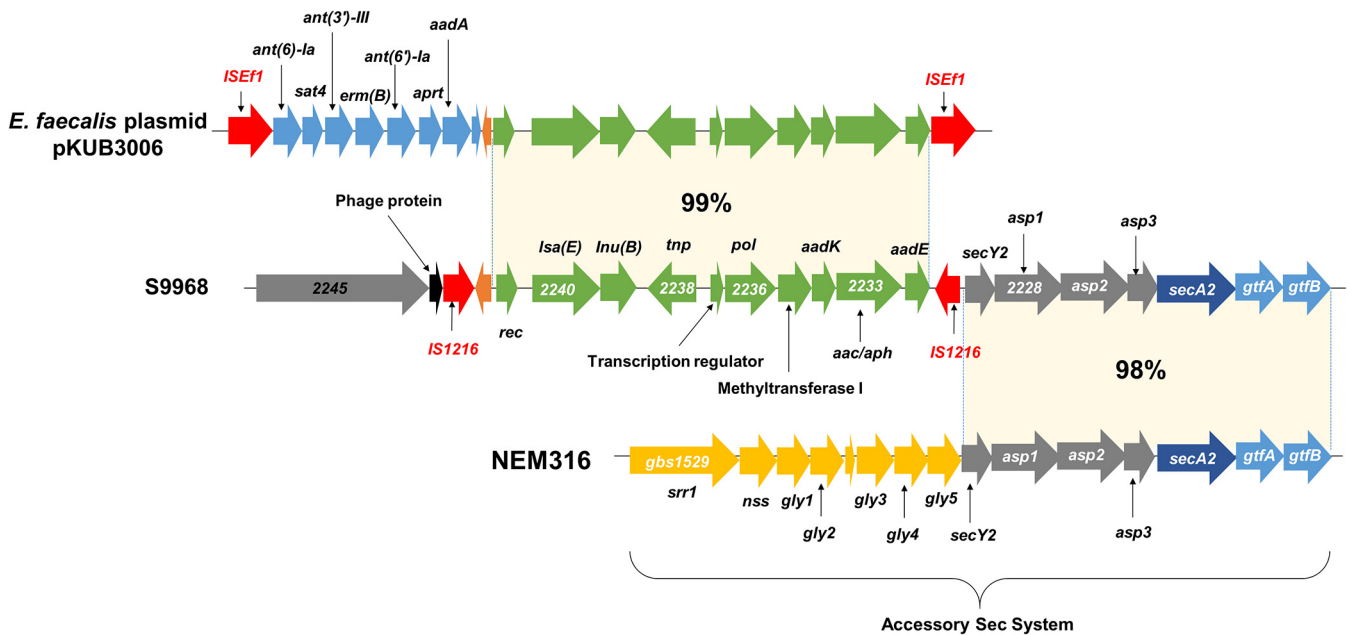 ant(3')-III
aadA
ant(6)-Ia
ant(6')-Ia
ISEf1
sat4
erm(B)
aprt
ISEf1
E. faecalis plasmid
pKUB3006
Phage protein
99%
asp1
asp3
lsa(E)
lnu(B)
tnp
pol
aadK
aadE
secY2
S9968
2245
2240
2238
2236
2233
2228
asp2
secA2
gtfA
gtfB
rec
IS1216
Transcription regulator
aac/aph
IS1216
Methyltransferase I
98%
NEM316
gbs1529
asp1
asp2
secA2
gtfA
gtfB
srr1
nss
gly1
gly3
gly5
gly2
gly4
secY2
asp3
Accessory Sec System